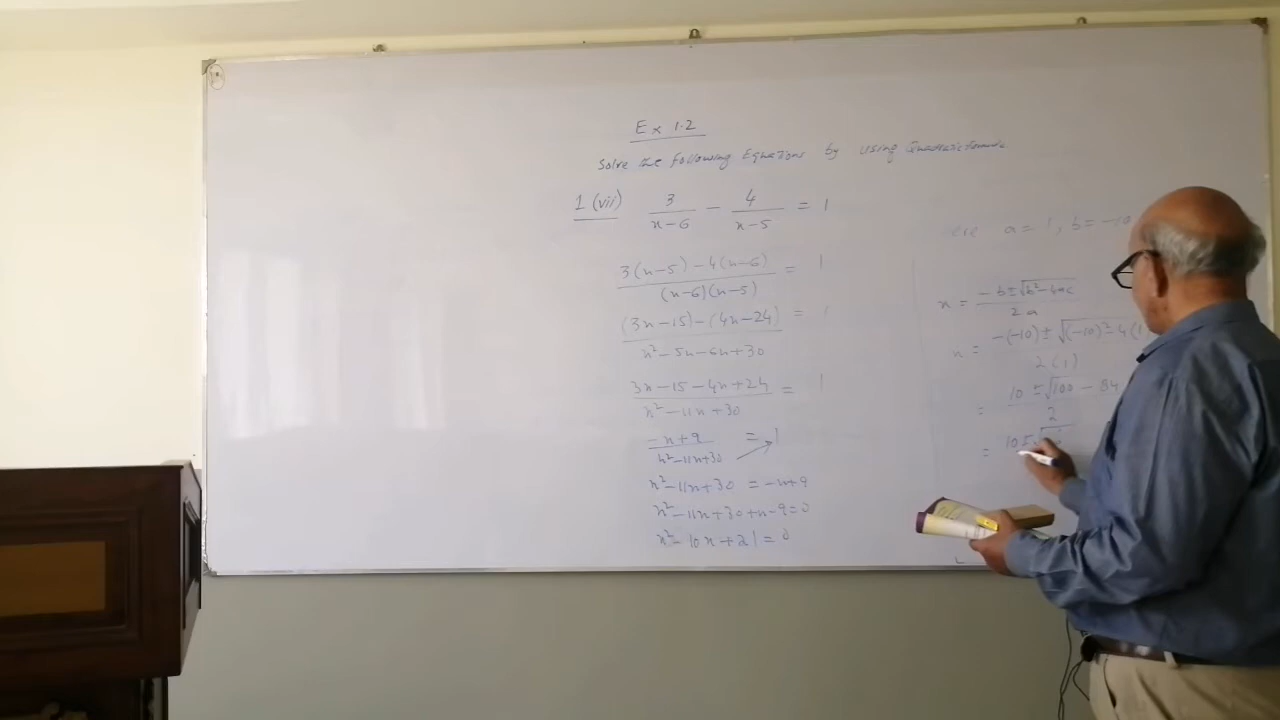 Ex 1.2
Solve the following Equations by Using Quadratic formula
1 (vii) 3/(x-6) - 4/(x-5) = 1
3(x-5)-4(x-6)/(x-6)(x-5) = 1
(3x-15)-(4x-24)/x²-5x-6x+30 = 1
3x-15-4x+24/x²-11x+30 = 1
-x+9/x²-11x+30 = 1
x²-11x+30 = -x+9
x²-11x+30+x-9=0
x²-10x+21=0
a=1, b=-10
x = -b±√b²-4ac/2a
x = -(-10)±√(-10)²-4(1/2(1)
= 10±√100-84/2
= 10±√